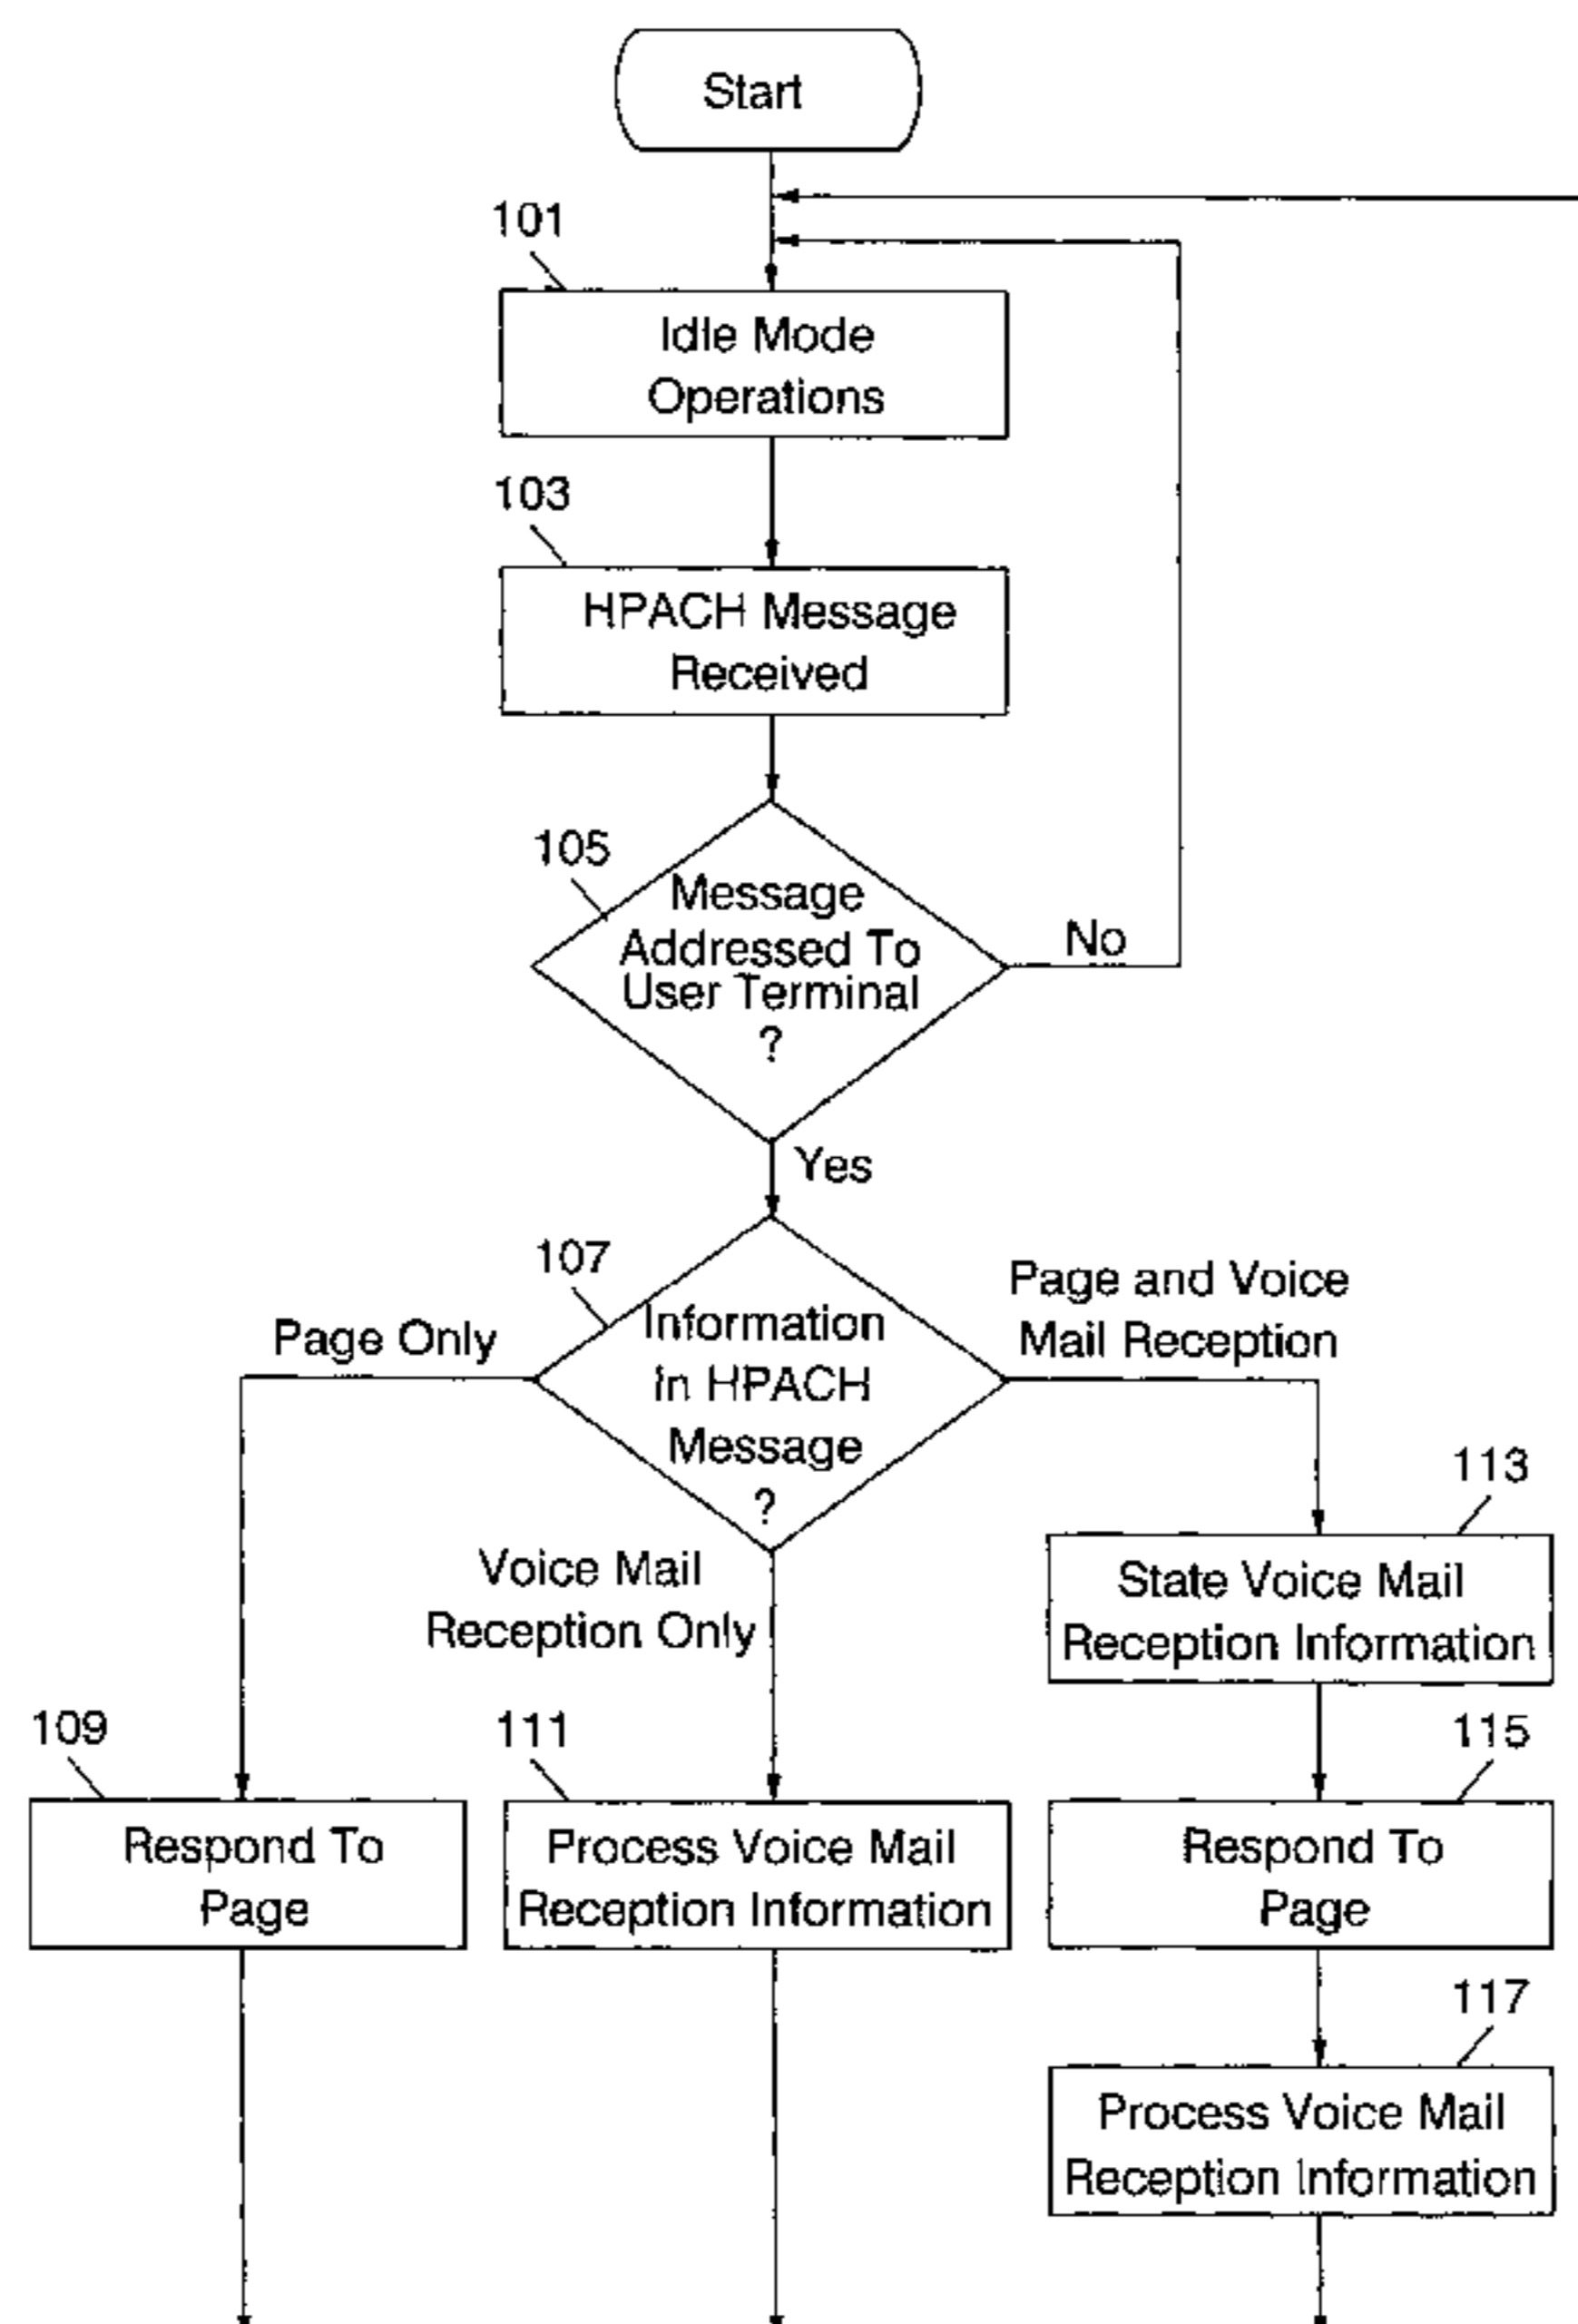 Start
101
Idle Mode
Operations
103
HPACH Message
Received
105
Message
Addressed To
User Terminal
?
No
Yes
107
Information
In HPACH
Message
?
Page Only
Page and Voice
Mail Reception
Voice Mail
Reception Only
113
State Voice Mail
Reception Information
109
Respond To
Page
111
Process Voice Mail
Reception Information
115
Respond To
Page
117
Process Voice Mail
Reception Information